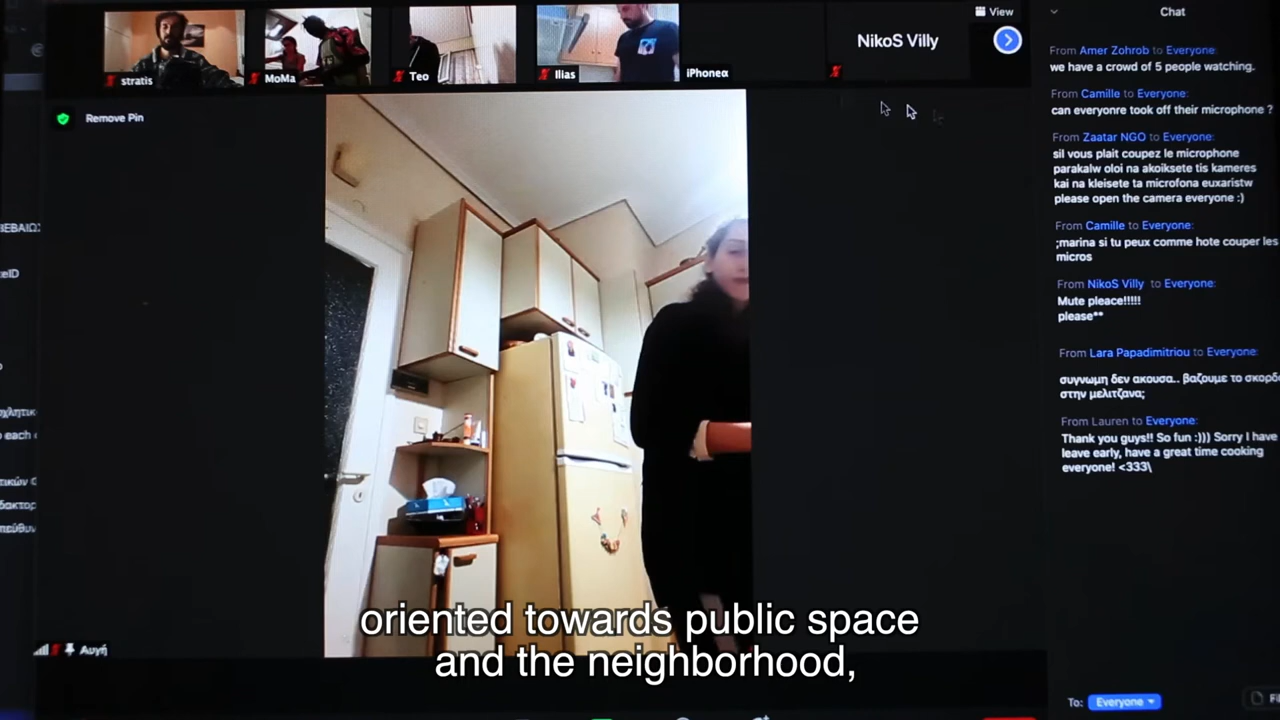 View
Chat
stratis
MoMa
Teo
Ilias
iPhoneα
NikoS Villy
Remove Pin
From Amer Zohrob to Everyone:
we have a crowd of 5 people watching.
From Camille to Everyone:
can everyonre took off their microphone ?
From Zaatar NGO to Everyone:
sil vous plait coupez le microphone
parakalw oloi na akoiksete tis kameres
kai na kleisete ta microfona euxaristw
please open the camera everyone :)
From Camille to Everyone:
;marina si tu peux comme hote couper les
micros
From NikoS Villy to Everyone:
Mute pleace!!!!!
please**
From Lara Papadimitriou to Everyone:
συγνωμη δεν ακουσα.. βαζουμε το σκορδ
στην μελιτζανα;
From Lauren to Everyone:
Thank you guys!! So fun :))) Sorry I have
leave early, have a great time cooking
everyone! <333\
Αυγή
oriented towards public space
and the neighborhood,
To: Everyone